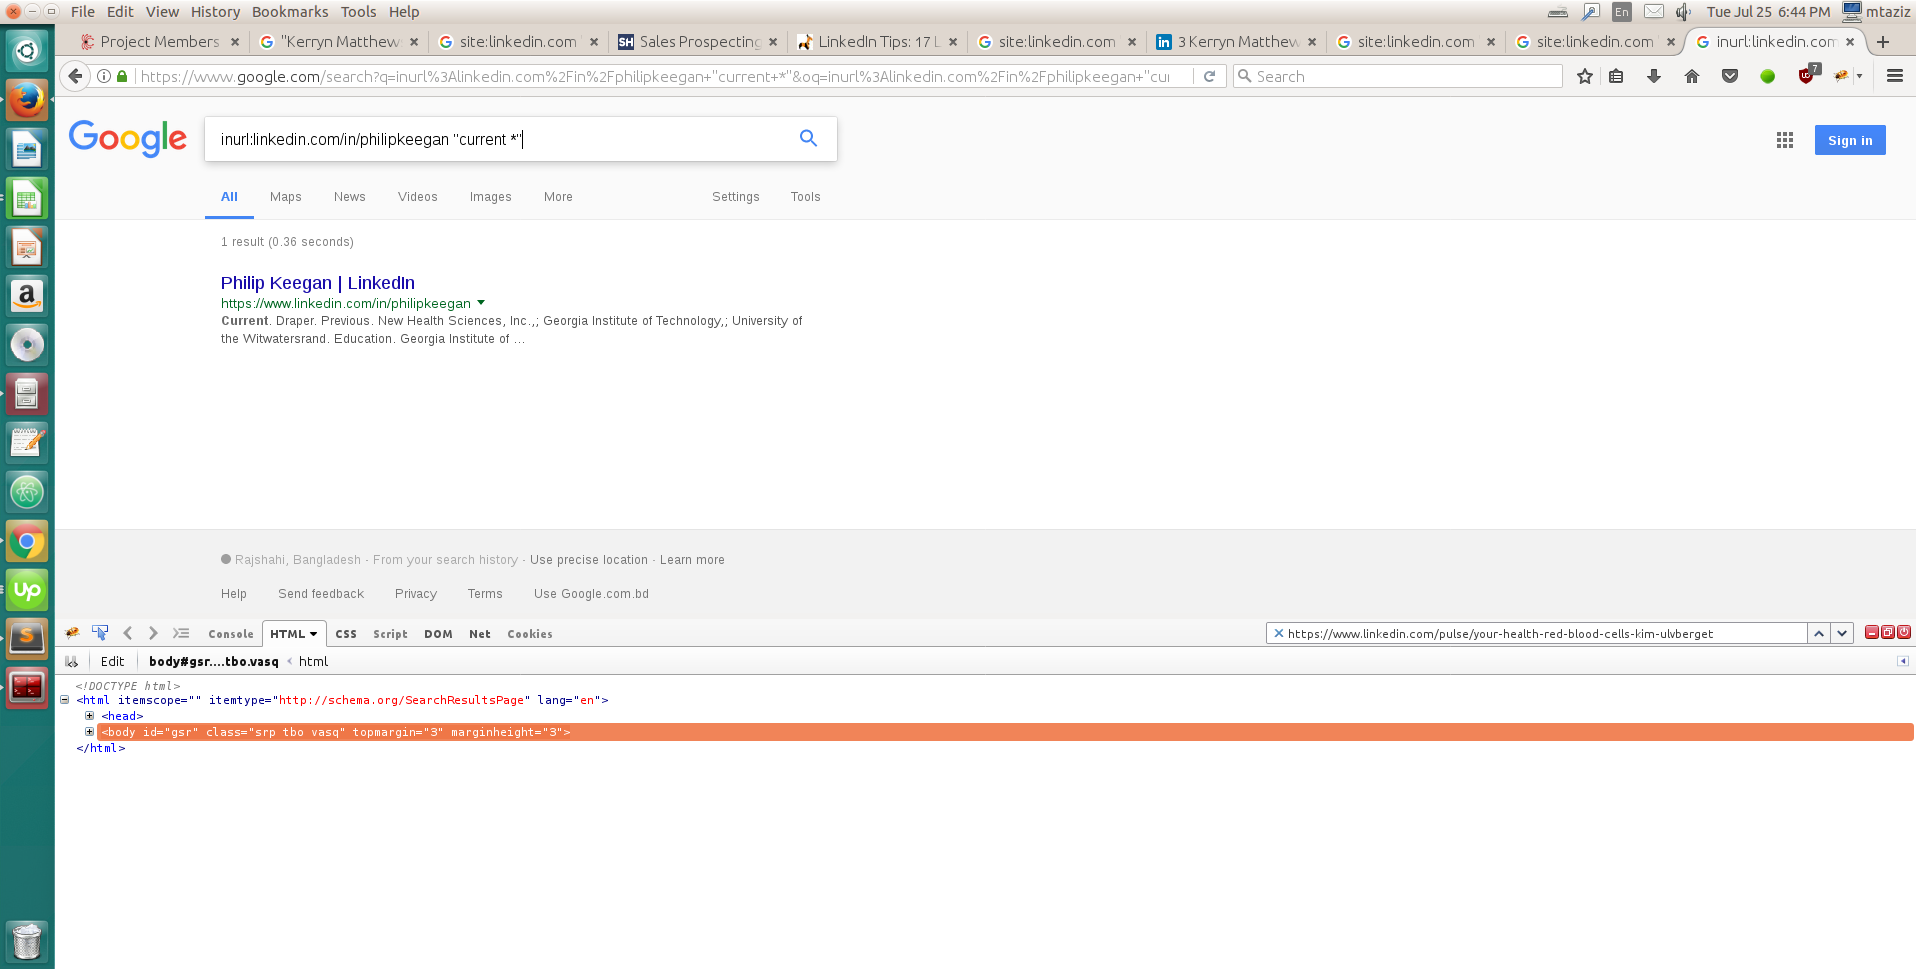 File Edit View History Bookmarks Tools Help
En
Tue Jul 25 6:44 PM mtaziz
Project Members
"Kerryn Matthew
site:linkedin.com
SH Sales Prospecting
LinkedIn Tips: 17 L
site:linkedin.com
in 3 Kerryn Matthew
site:linkedin.com
site:linkedin.com
inurl:linkedin.com
https://www.google.com/search?q=inurl%3Alinkedin.com%2Fin%2Fphilipkeegan+"current+*"&oq=inurl%3Alinkedin.com%2Fin%2Fphilipkeegan+"cur
Search
7
Google
inurl:linkedin.com/in/philipkeegan "current *"
Sign in
All Maps News Videos Images More Settings Tools
1 result (0.36 seconds)
Philip Keegan | LinkedIn
https://www.linkedin.com/in/philipkeegan
Current. Draper. Previous. New Health Sciences, Inc.,; Georgia Institute of Technology,; University of
the Witwatersrand. Education. Georgia Institute of ...
Rajshahi, Bangladesh - From your search history - Use precise location - Learn more
Help Send feedback Privacy Terms Use Google.com.bd
Console HTML CSS Script DOM Net Cookies
https://www.linkedin.com/pulse/your-health-red-blood-cells-kim-ulvberget
Edit body#gsr....tbo.vasq < html
<!DOCTYPE html>
<html itemscope="" itemtype="http://schema.org/SearchResultsPage" lang="en">
<head>
<body id="gsr" class="srp tbo vasq" topmargin="3" marginheight="3">
</html>
a
up
S